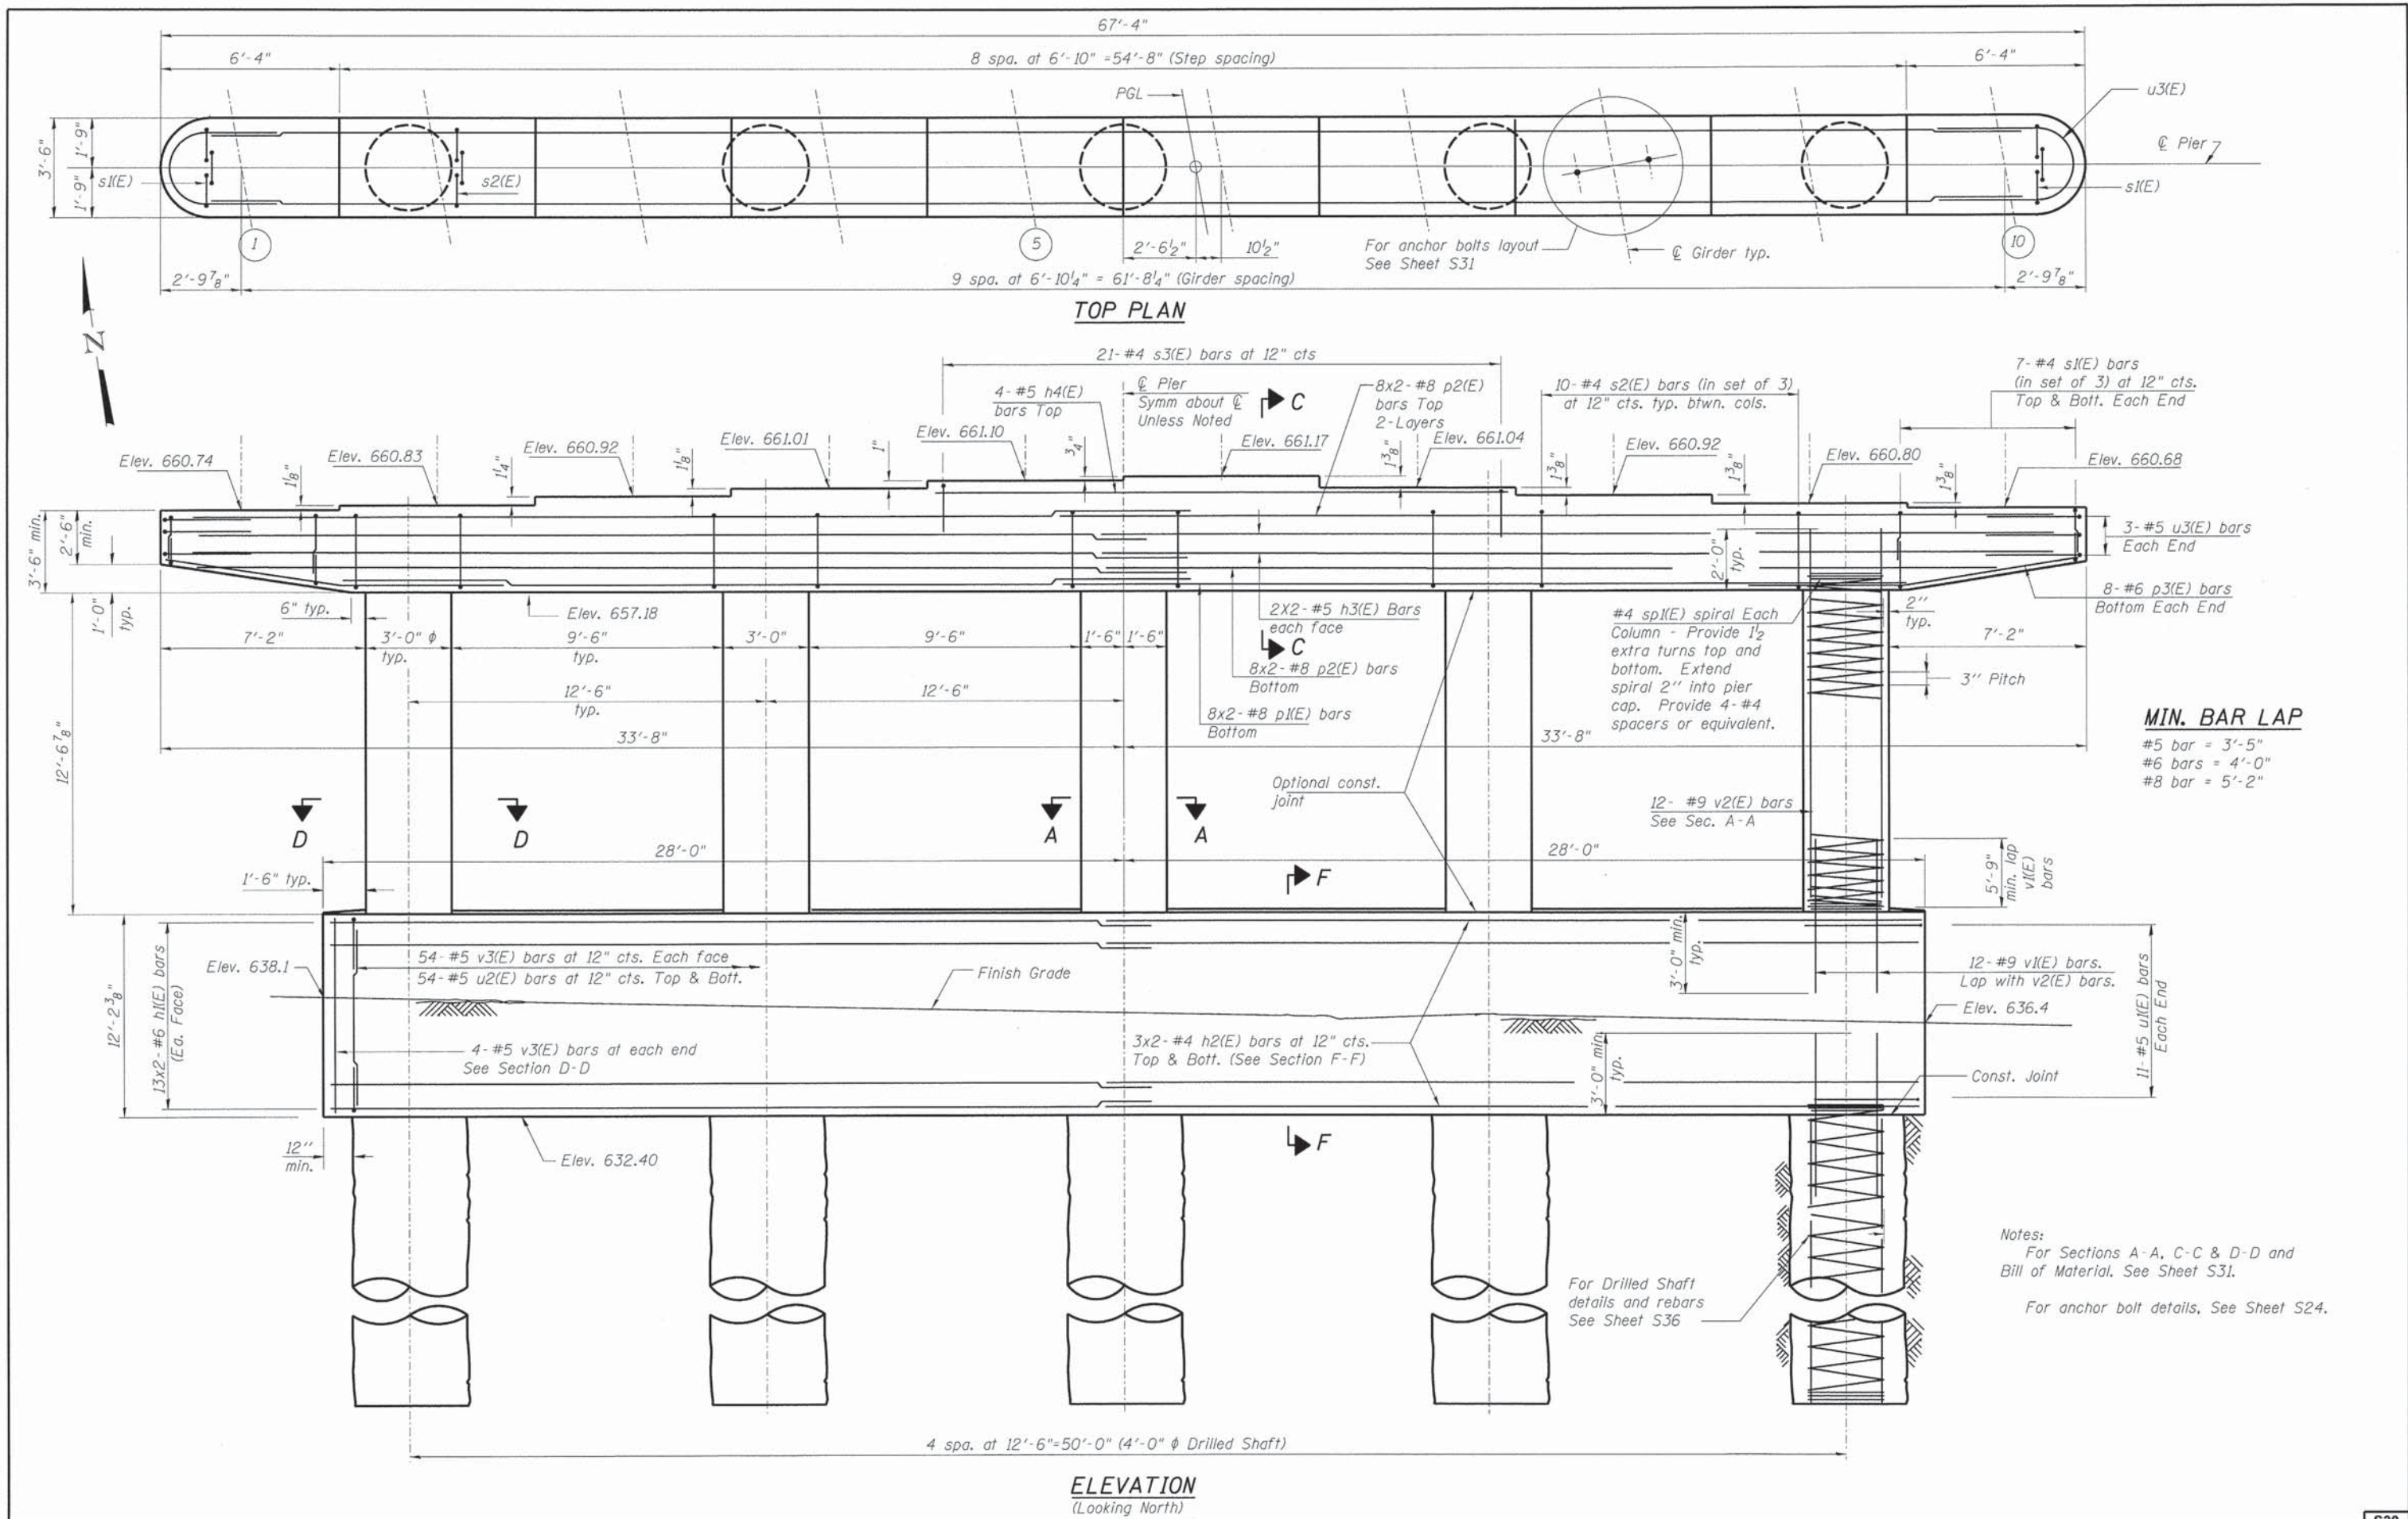 67'-4"
6'-4"
8 spa. at 6'-10" =54'-8" (Step spacing)
6'-4"
PGL
u3(E)
3'-6"
1'-9"
1'-9"
s1(E)
s2(E)
℄ Pier
s1(E)
1
5
10
2'-6½"
10½"
For anchor bolts layout
See Sheet S31
℄ Girder typ.
2'-9⅞"
9 spa. at 6'-10¼" = 61'-8¼" (Girder spacing)
2'-9⅞"
TOP PLAN
N
21-#4 s3(E) bars at 12" cts
4-#5 h4(E)
bars Top
℄ Pier
Symm about ℄
Unless Noted
C
8x2-#8 p2(E)
bars Top
2-Layers
10-#4 s2(E) bars (in set of 3)
at 12" cts. typ. btwn. cols.
7-#4 s1(E) bars
(in set of 3) at 12" cts.
Top & Bott. Each End
Elev. 660.74
Elev. 660.83
Elev. 660.92
Elev. 661.01
Elev. 661.10
Elev. 661.17
Elev. 661.04
Elev. 660.92
Elev. 660.80
Elev. 660.68
1⅛"
1¼"
1⅛"
1"
¾"
1⅜"
1⅜"
1⅜"
1⅜"
3'-6" min.
2'-6"
min.
1'-0"
typ.
2'-0"
typ.
3-#5 u3(E) bars
Each End
8-#6 p3(E) bars
Bottom Each End
6" typ.
Elev. 657.18
2X2-#5 h3(E) Bars
each face
C
8x2-#8 p2(E) bars
Bottom
8x2-#8 p1(E) bars
Bottom
#4 sp1(E) spiral Each
Column - Provide 1½
extra turns top and
bottom. Extend
spiral 2" into pier
cap. Provide 4-#4
spacers or equivalent.
2"
typ.
7'-2"
3'-0" ϕ
typ.
9'-6"
typ.
3'-0"
9'-6"
1'-6"
1'-6"
7'-2"
12'-6"
typ.
12'-6"
3" Pitch
33'-8"
33'-8"
MIN. BAR LAP
#5 bar = 3'-5"
#6 bars = 4'-0"
#8 bar = 5'-2"
12'-6⅞"
Optional const.
joint
12- #9 v2(E) bars
See Sec. A-A
D
D
A
A
28'-0"
28'-0"
1'-6" typ.
F
5'-9"
min. lap
v1(E)
bars
12'-2⅜"
13x2-#6 h1(E) bars
(Ea. Face)
Elev. 638.1
54-#5 v3(E) bars at 12" cts. Each face
54-#5 u2(E) bars at 12" cts. Top & Bott.
Finish Grade
3'-0" min.
typ.
12-#9 v1(E) bars.
Lap with v2(E) bars.
Elev. 636.4
11-#5 u1(E) bars
Each End
4-#5 v3(E) bars at each end
See Section D-D
3x2-#4 h2(E) bars at 12" cts.
Top & Bott. (See Section F-F)
3'-0" min.
typ.
Const. Joint
12"
min.
Elev. 632.40
F
For Drilled Shaft
details and rebars
See Sheet S36
Notes:
For Sections A-A, C-C & D-D and
Bill of Material. See Sheet S31.
For anchor bolt details, See Sheet S24.
4 spa. at 12'-6"=50'-0" (4'-0" ϕ Drilled Shaft)
ELEVATION
(Looking North)